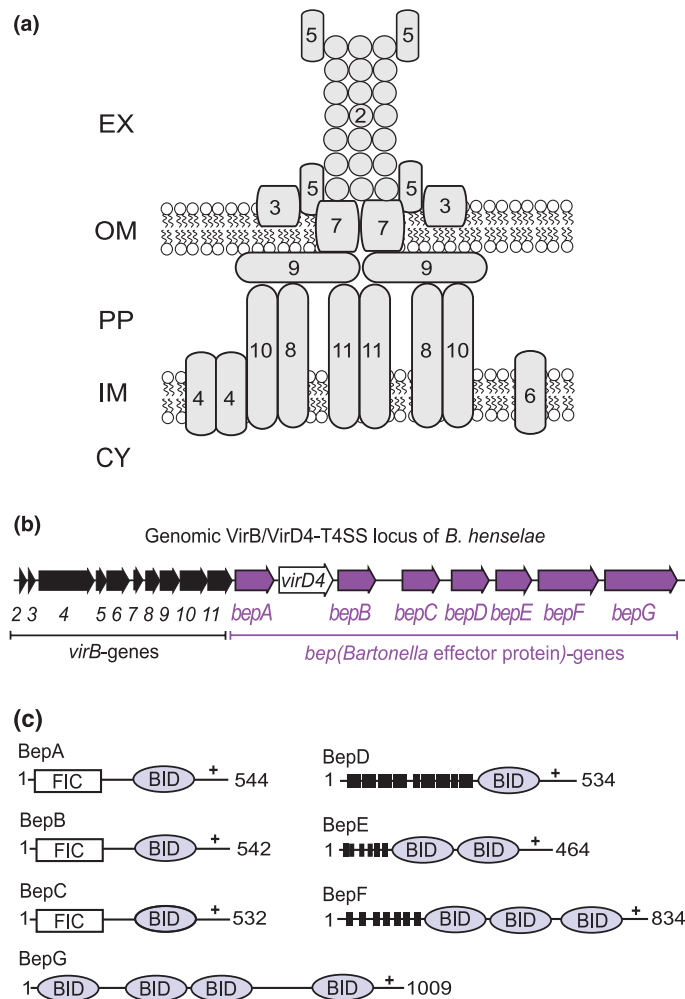 (a)
5 5
2
EX
5 5
3 3
7 7
OM
9 9
PP
10 8 11 11 8 10
4 4 6
IM
CY
(b)
Genomic VirB/VirD4-T4SS locus of B. henselae
virD4
2 3 4 5 6 7 8 9 10 11 bepA bepB bepC bepD bepE bepF bepG
virB-genes bep(Bartonella effector protein)-genes
(c)
BepA
1 FIC BID + 544
BepB
1 FIC BID + 542
BepC
1 FIC BID + 532
BepD
1 BID + 534
BepE
1 BID BID + 464
BepF
1 BID BID BID + 834
BepG
1 BID BID BID BID + 1009